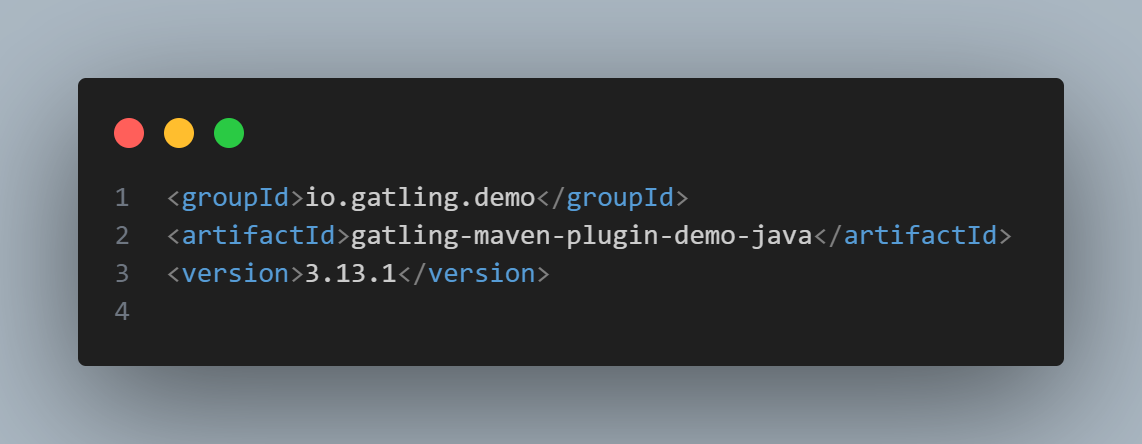 1 <groupId>io.gatling.demo</groupId>
2 <artifactId>gatling-maven-plugin-demo-java</artifactId>
3 <version>3.13.1</version>
4